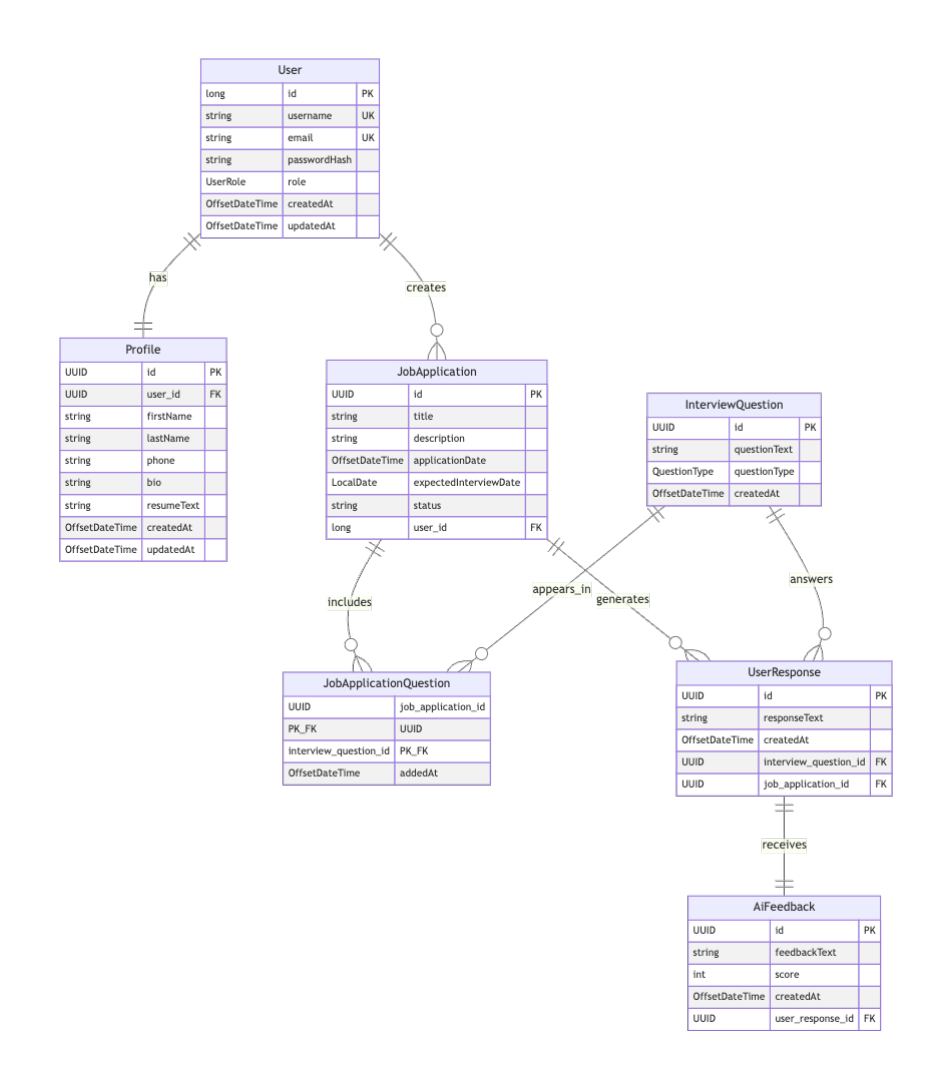 User
long id PK
string username UK
string email UK
string passwordHash
UserRole role
OffsetDateTime createdAt
OffsetDateTime updatedAt
has
creates
Profile
UUID id PK
UUID user_id FK
string firstName
string lastName
string phone
string bio
string resumeText
OffsetDateTime createdAt
OffsetDateTime updatedAt
JobApplication
UUID id PK
string title
string description
OffsetDateTime applicationDate
LocalDate expectedInterviewDate
string status
long user_id FK
InterviewQuestion
UUID id PK
string questionText
QuestionType questionType
OffsetDateTime createdAt
includes
appears_in
generates
answers
JobApplicationQuestion
UUID job_application_id
PK_FK UUID
interview_question_id PK_FK
OffsetDateTime addedAt
UserResponse
UUID id PK
string responseText
OffsetDateTime createdAt
UUID interview_question_id FK
UUID job_application_id FK
receives
AiFeedback
UUID id PK
string feedbackText
int score
OffsetDateTime createdAt
UUID user_response_id FK